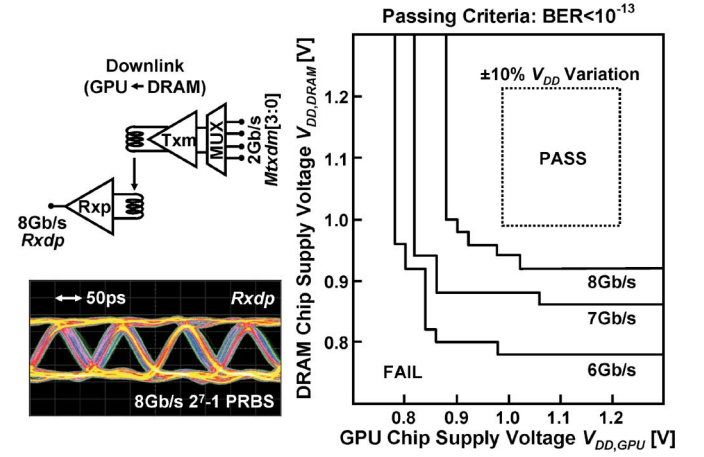 Passing Criteria: BER<10⁻¹³
Downlink
(GPU ← DRAM)
Txm
MUX
2Gb/s
Mtxdm[3:0]
Rxp
8Gb/s
Rxdp
50ps
Rxdp
8Gb/s 2⁷-1 PRBS
DRAM Chip Supply Voltage V_DD,DRAM [V]
1.2
1.1
1.0
0.9
0.8
±10% V_DD Variation
PASS
8Gb/s
7Gb/s
6Gb/s
FAIL
0.8 0.9 1.0 1.1 1.2
GPU Chip Supply Voltage V_DD,GPU [V]